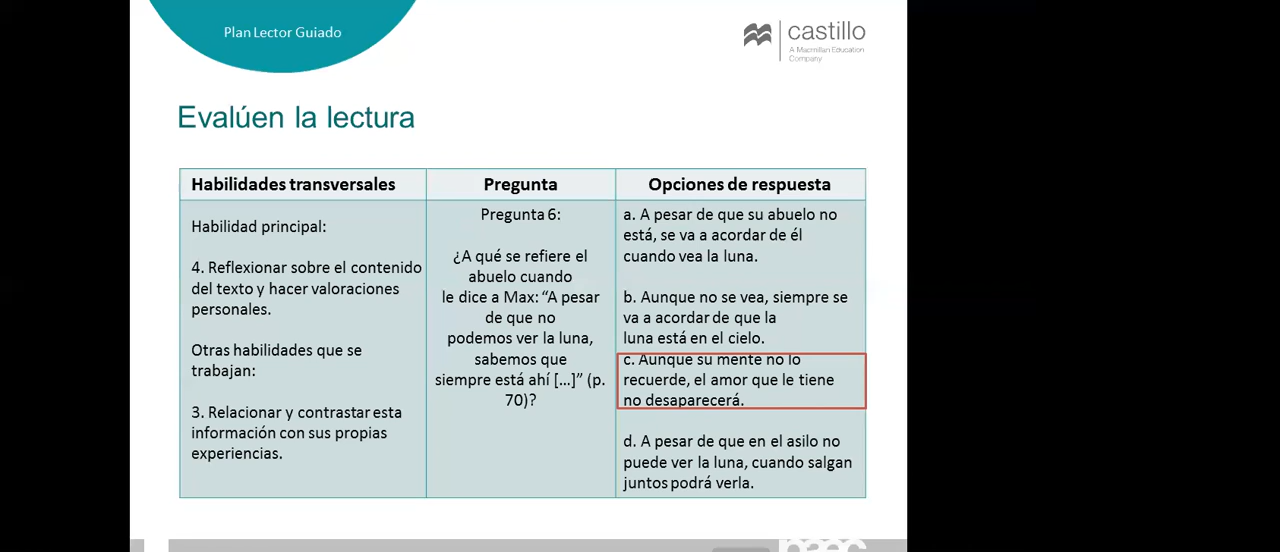 Plan Lector Guiado
castillo
A Macmillan Education
Company
Evalúen la lectura
Habilidades transversales
Pregunta
Opciones de respuesta
Habilidad principal:
4. Reflexionar sobre el contenido
del texto y hacer valoraciones
personales.
Otras habilidades que se
trabajan:
3. Relacionar y contrastar esta
información con sus propias
experiencias.
Pregunta 6:
¿A qué se refiere el
abuelo cuando
le dice a Max: “A pesar
de que no
podemos ver la luna,
sabemos que
siempre está ahí [...]” (p.
70)?
a. A pesar de que su abuelo no
está, se va a acordar de él
cuando vea la luna.
b. Aunque no se vea, siempre se
va a acordar de que la
luna está en el cielo.
c. Aunque su mente no lo
recuerde, el amor que le tiene
no desaparecerá.
d. A pesar de que en el asilo no
puede ver la luna, cuando salgan
juntos podrá verla.